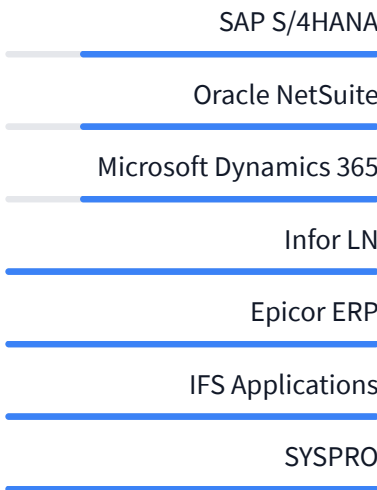 SAP S/4HANA
Oracle NetSuite
Microsoft Dynamics 365
Infor LN
Epicor ERP
IFS Applications
SYSPRO